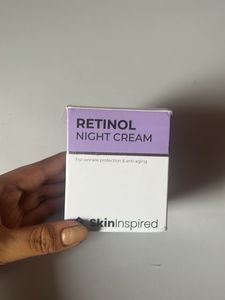 RETINOL
NIGHT CREAM
For wrinkle protection & anti aging
SkinInspired